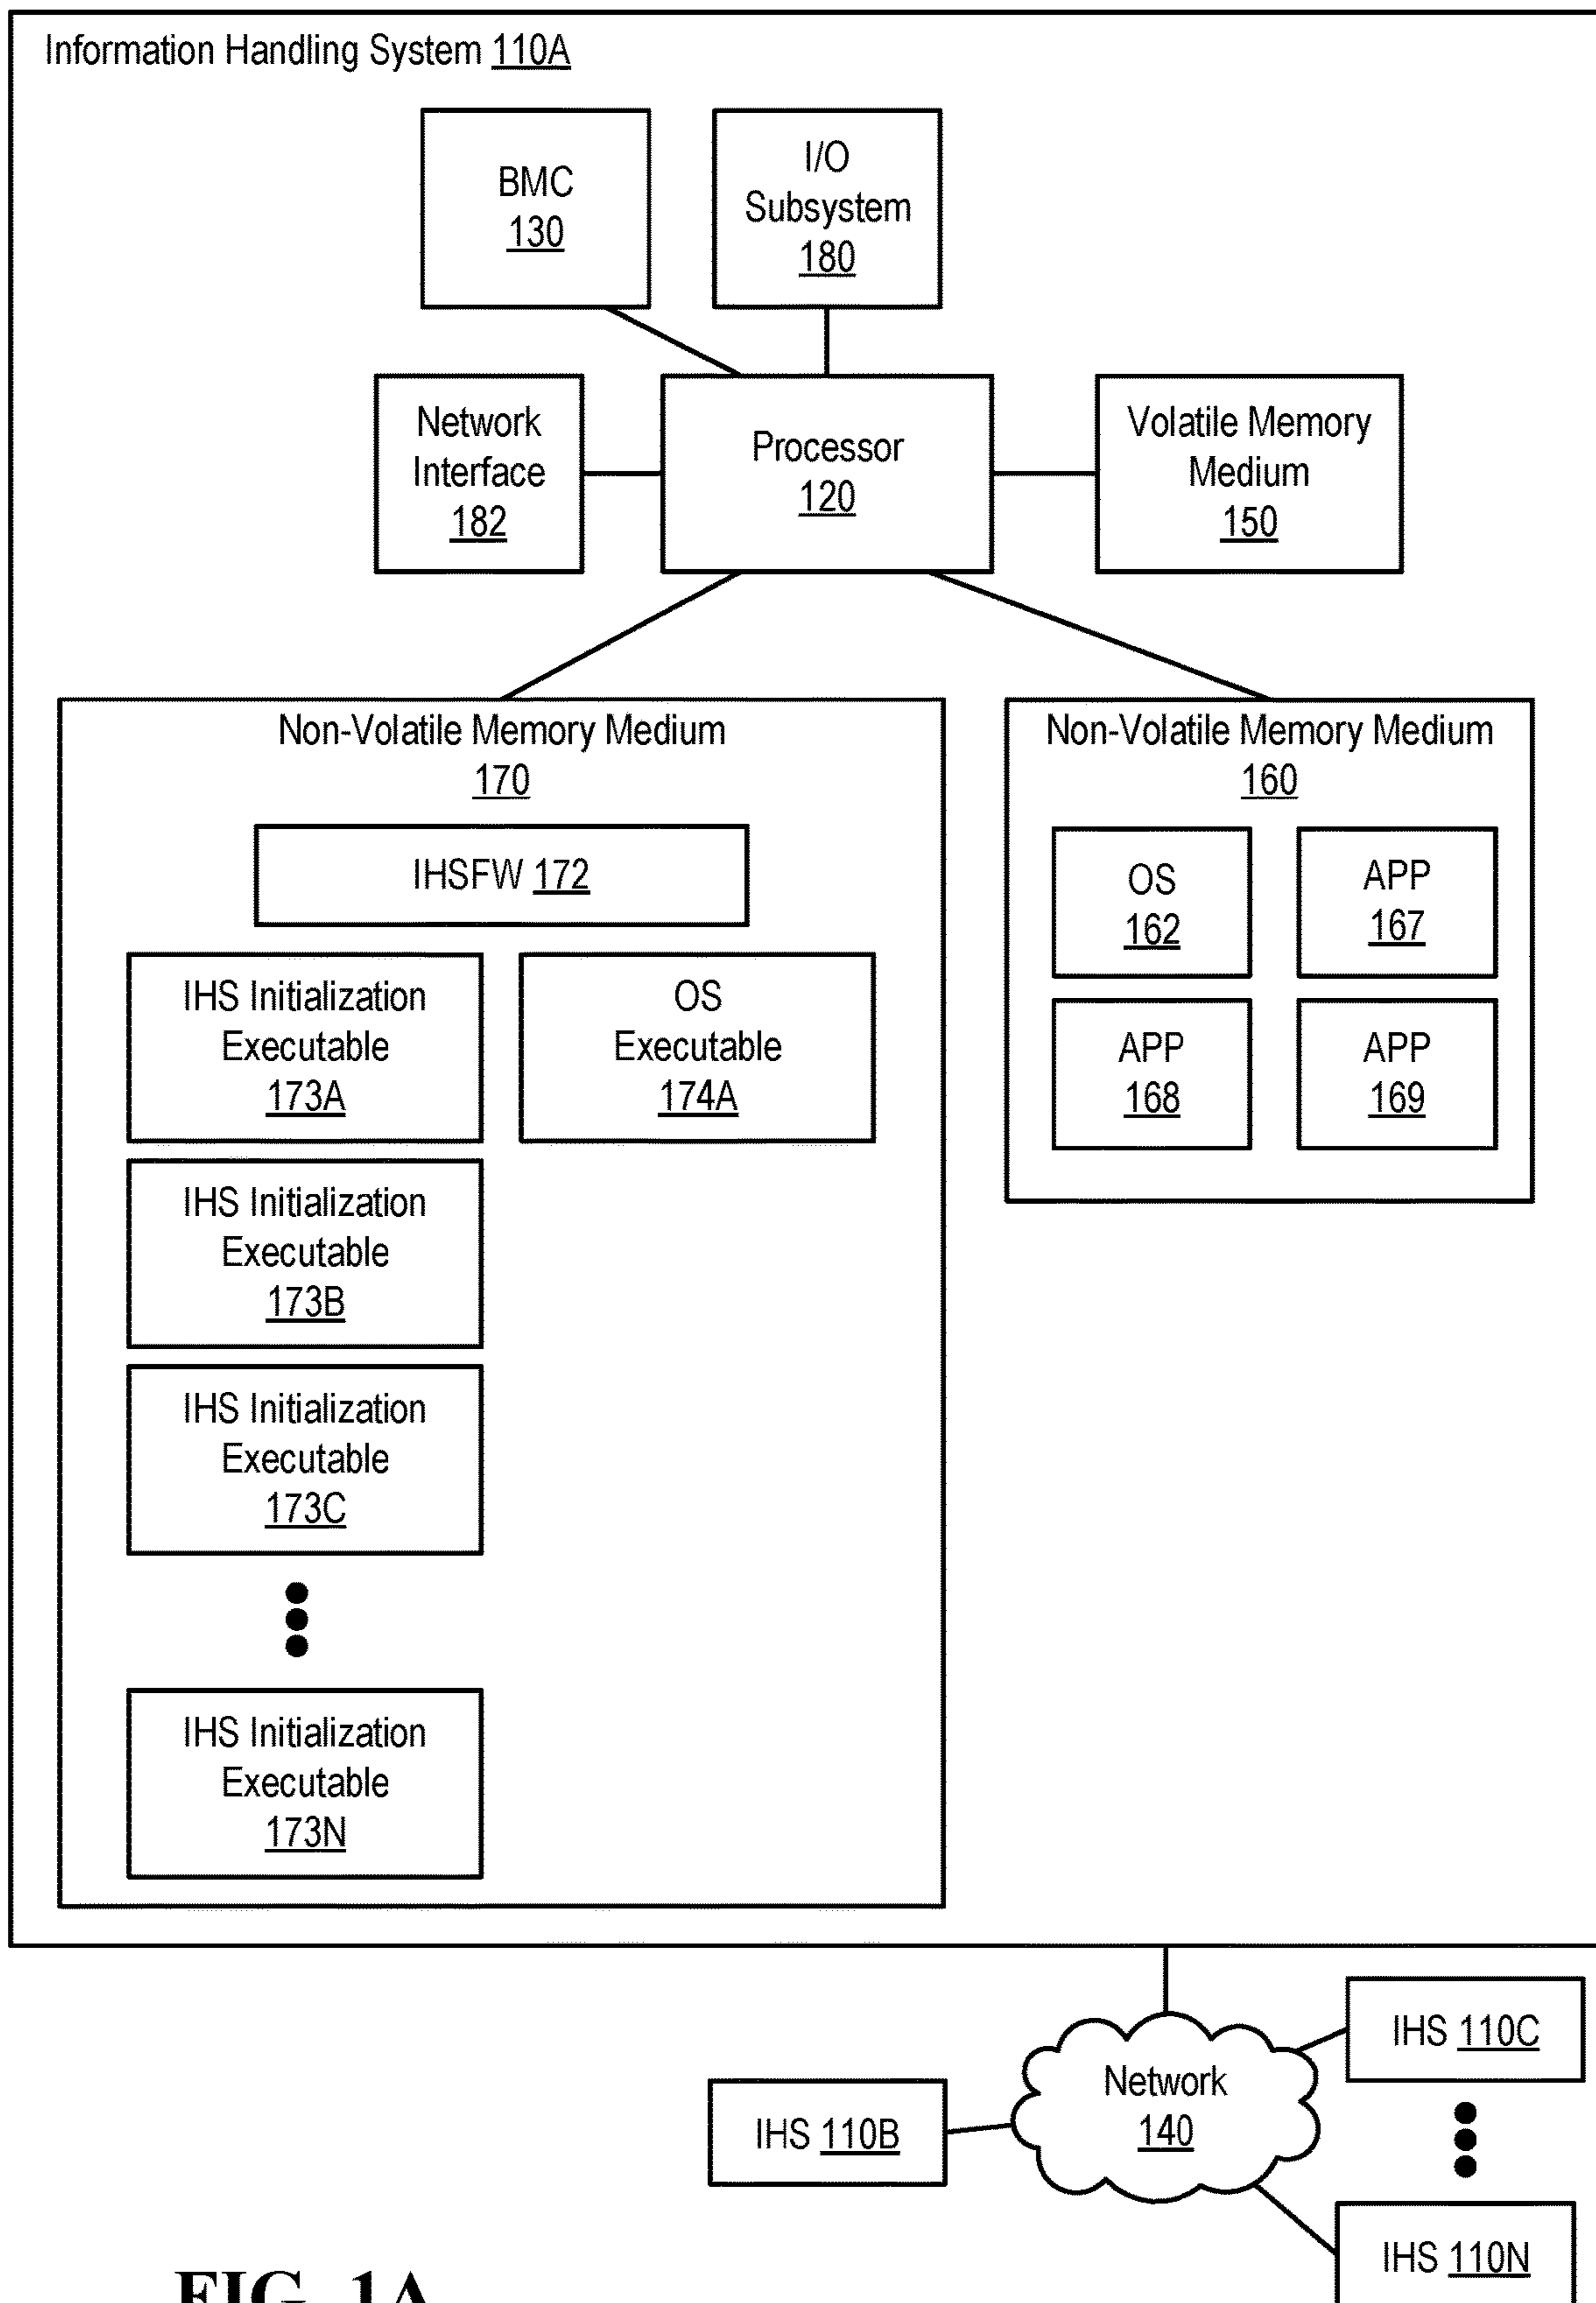 Information Handling System 110A
BMC
130
I/O
Subsystem
180
Network
Interface
182
Processor
120
Volatile Memory
Medium
150
Non-Volatile Memory Medium
170
IHSFW 172
IHS Initialization
Executable
173A
OS
Executable
174A
IHS Initialization
Executable
173B
IHS Initialization
Executable
173C
IHS Initialization
Executable
173N
Non-Volatile Memory Medium
160
OS
162
APP
167
APP
168
APP
169
IHS 110B
Network
140
IHS 110C
IHS 110N
FIG. 1A